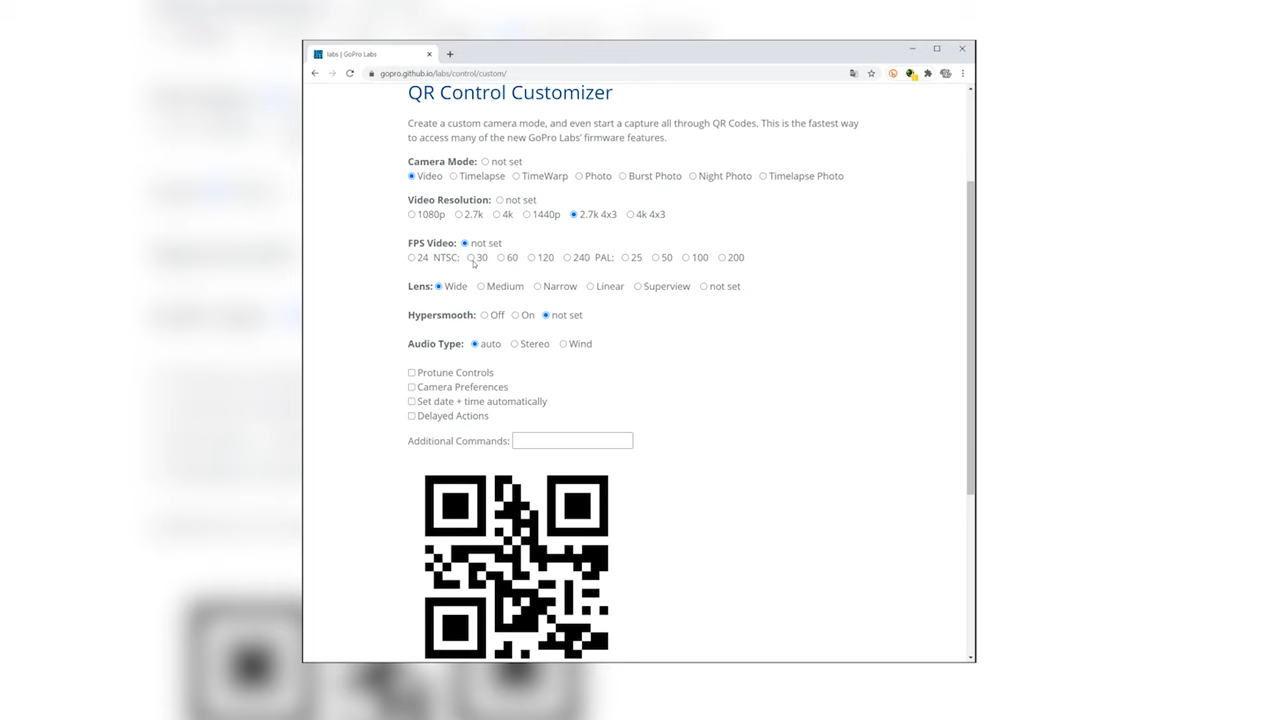 labs | GoPro Labs
gopro.github.io/labs/control/custom/
QR Control Customizer
Create a custom camera mode, and even start a capture all through QR Codes. This is the fastest way
to access many of the new GoPro Labs' firmware features.
Camera Mode: not set
Video Timelapse TimeWarp Photo Burst Photo Night Photo Timelapse Photo
Video Resolution: not set
1080p 2.7k 4k 1440p 2.7k 4x3 4k 4x3
FPS Video: not set
24 NTSC: 30 60 120 240 PAL: 25 50 100 200
Lens: Wide Medium Narrow Linear Superview not set
Hypersmooth: Off On not set
Audio Type: auto Stereo Wind
Protune Controls
Camera Preferences
Set date + time automatically
Delayed Actions
Additional Commands: